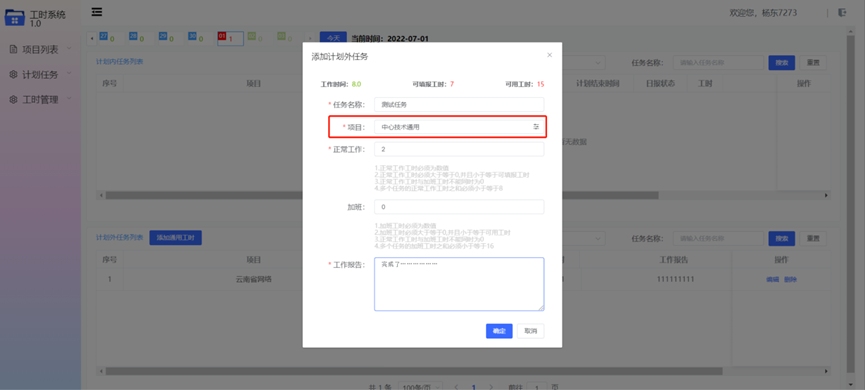 工时系统
1.0
项目列表
计划任务
工时管理
欢迎您，杨东7273
27 0
28 0
29 0
30 0
01 1
今天
当前时间：2022-07-01
计划内任务列表
任务名称：
请输入任务名称
搜索
重置
序号
项目
计划结束时间
日报状态
工时
操作
无数据
计划外任务列表
添加通用工时
任务名称：
请输入任务名称
搜索
重置
序号
项目
工作报告
操作
1
云南省网络
111111111
编辑 删除
共 1 条
100条/页
1
前往
1
页
添加计划外任务
工作时间：8.0
可填报工时：7
可用工时：15
* 任务名称：
测试任务
* 项目：
中心技术通用
* 正常工作：
2
1.正常工作工时必须为数值
2.正常工作工时必须大于等于0,并且小于等于可填报工时
3.正常工作工时与加班工时不能同时为0
4.多个任务的正常工作工时之和必须小于等于8
加班：
0
1.加班工时必须为数值
2.加班工时必须大于等于0,并且小于等于可用工时
3.正常工作工时与加班工时不能同时为0
4.多个任务的加班工时之和必须小于等于16
* 工作报告：
完成了………………
确定
取消